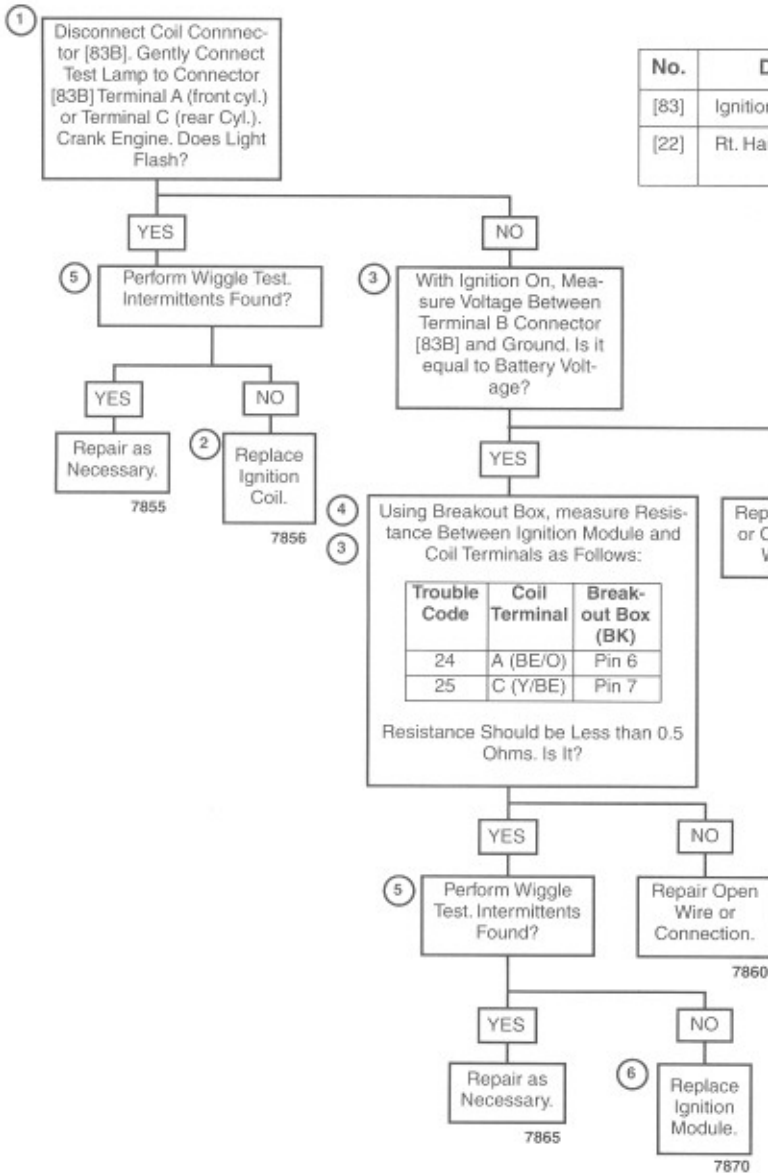 1
Disconnect Coil Connnec-
tor [83B]. Gently Connect
Test Lamp to Connector
[83B] Terminal A (front cyl.)
or Terminal C (rear Cyl.).
Crank Engine. Does Light
Flash?
No.
[83] Ignition
[22] Rt. Ha
YES
NO
5
Perform Wiggle Test.
Intermittents Found?
3
With Ignition On, Mea-
sure Voltage Between
Terminal B Connector
[83B] and Ground. Is it
equal to Battery Volt-
age?
YES
NO
Repair as
Necessary.
7855
2
Replace
Ignition
Coil.
7856
YES
4
3
Using Breakout Box, measure Resis-
tance Between Ignition Module and
Coil Terminals as Follows:
Trouble Code Coil Terminal Break-out Box (BK)
24 A (BE/O) Pin 6
25 C (Y/BE) Pin 7
Resistance Should be Less than 0.5
Ohms. Is It?
Rep
or
YES
NO
5
Perform Wiggle
Test. Intermittents
Found?
Repair Open
Wire or
Connection.
7860
YES
NO
Repair as
Necessary.
7865
6
Replace
Ignition
Module.
7870